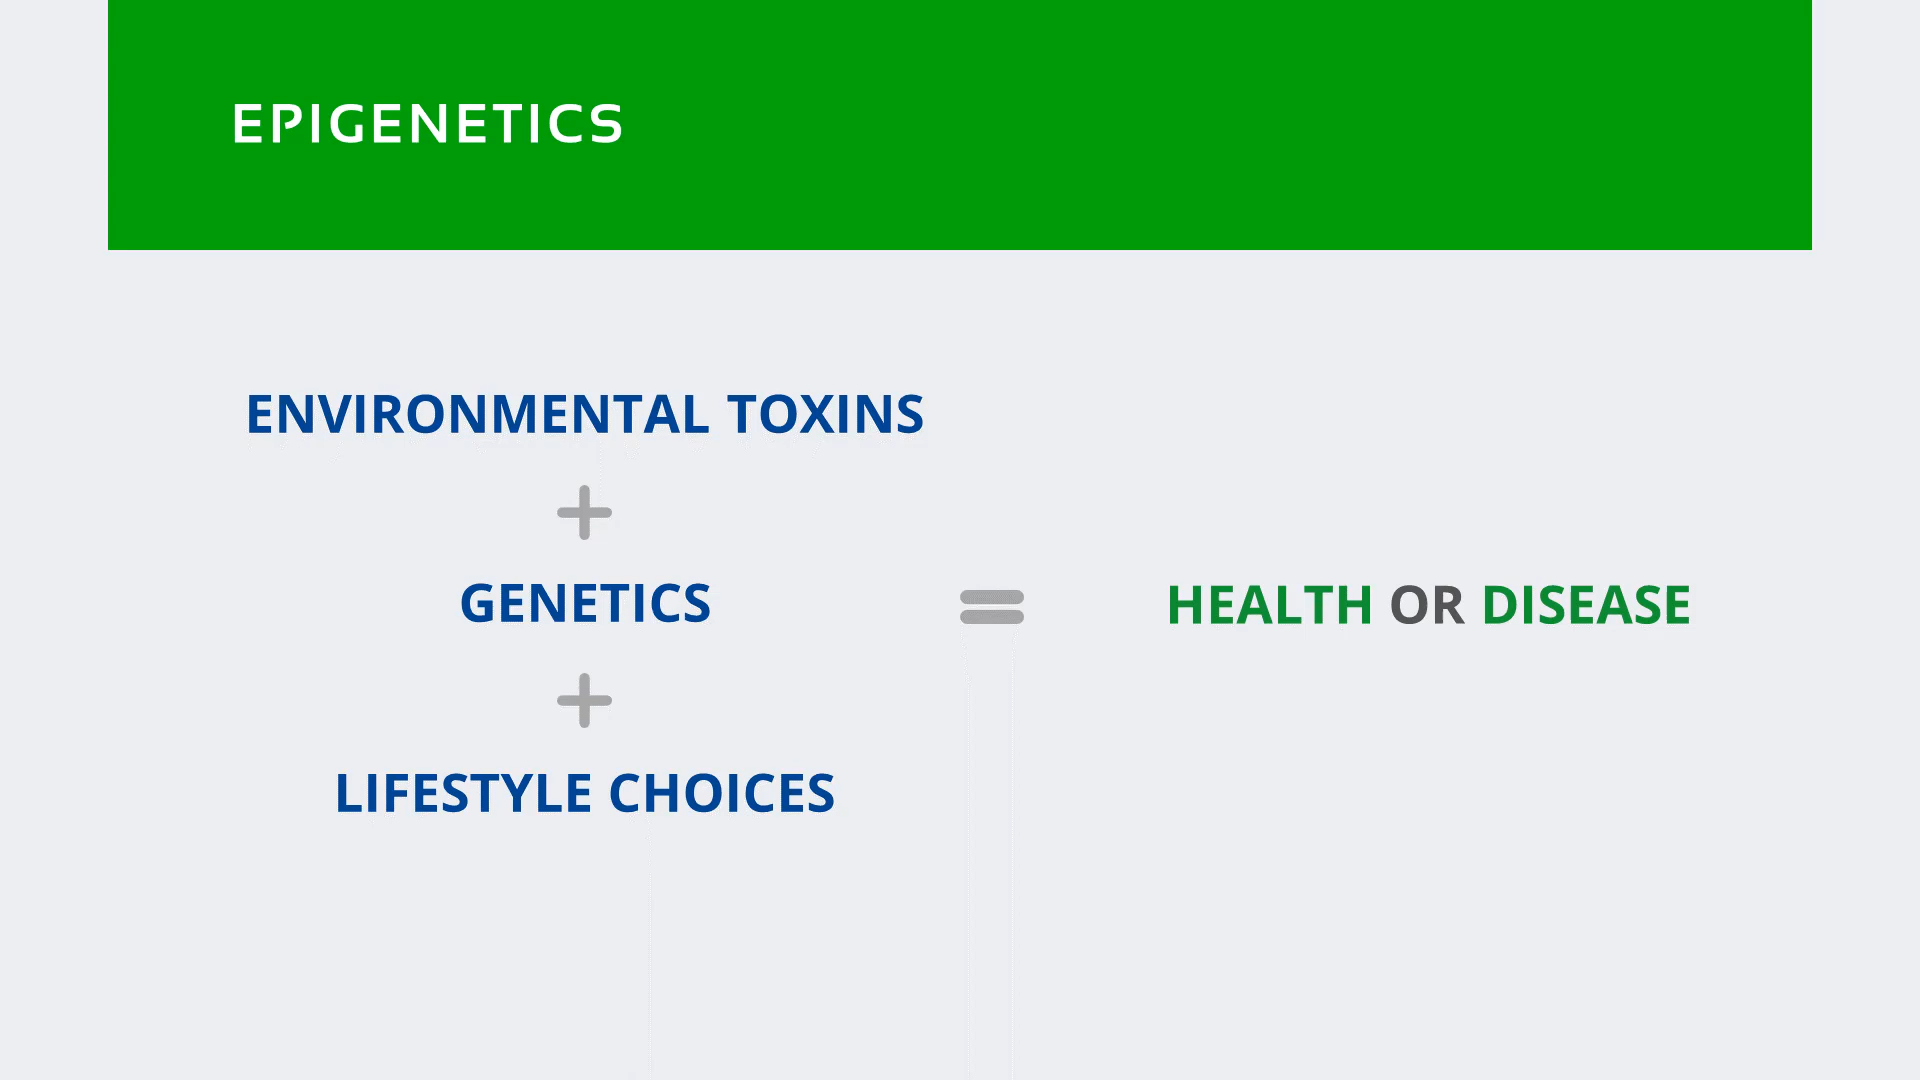 EPIGENETICS
ENVIRONMENTAL TOXINS
+
GENETICS
=
HEALTH OR DISEASE
+
LIFESTYLE CHOICES